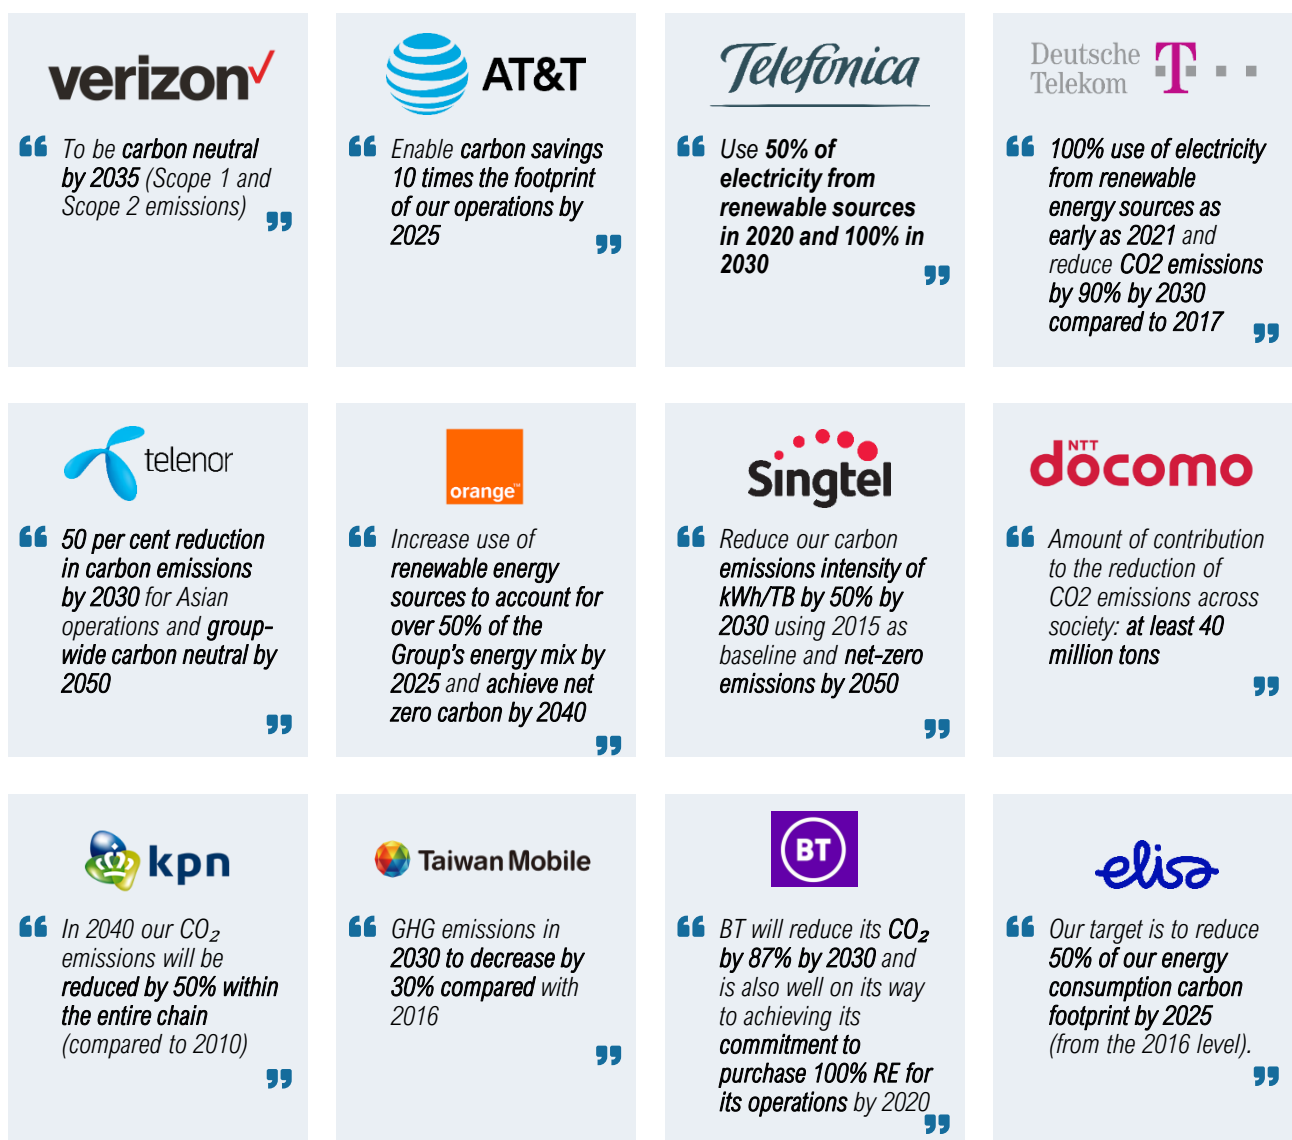 verizon
To be carbon neutral
by 2035 (Scope 1 and
Scope 2 emissions)
AT&T
Enable carbon savings
10 times the footprint
of our operations by
2025
Telefónica
Use 50% of
electricity from
renewable sources
in 2020 and 100% in
2030
Deutsche
Telekom
T
100% use of electricity
from renewable
energy sources as
early as 2021 and
reduce CO2 emissions
by 90% by 2030
compared to 2017
telenor
50 per cent reduction
in carbon emissions
by 2030 for Asian
operations and group-
wide carbon neutral by
2050
orange™
Increase use of
renewable energy
sources to account for
over 50% of the
Group's energy mix by
2025 and achieve net
zero carbon by 2040
Singtel
Reduce our carbon
emissions intensity of
kWh/TB by 50% by
2030 using 2015 as
baseline and net-zero
emissions by 2050
NTT
docomo
Amount of contribution
to the reduction of
CO2 emissions across
society: at least 40
million tons
kpn
In 2040 our CO₂
emissions will be
reduced by 50% within
the entire chain
(compared to 2010)
Taiwan Mobile
GHG emissions in
2030 to decrease by
30% compared with
2016
BT
BT will reduce its CO₂
by 87% by 2030 and
is also well on its way
to achieving its
commitment to
purchase 100% RE for
its operations by 2020
elisa
Our target is to reduce
50% of our energy
consumption carbon
footprint by 2025
(from the 2016 level).